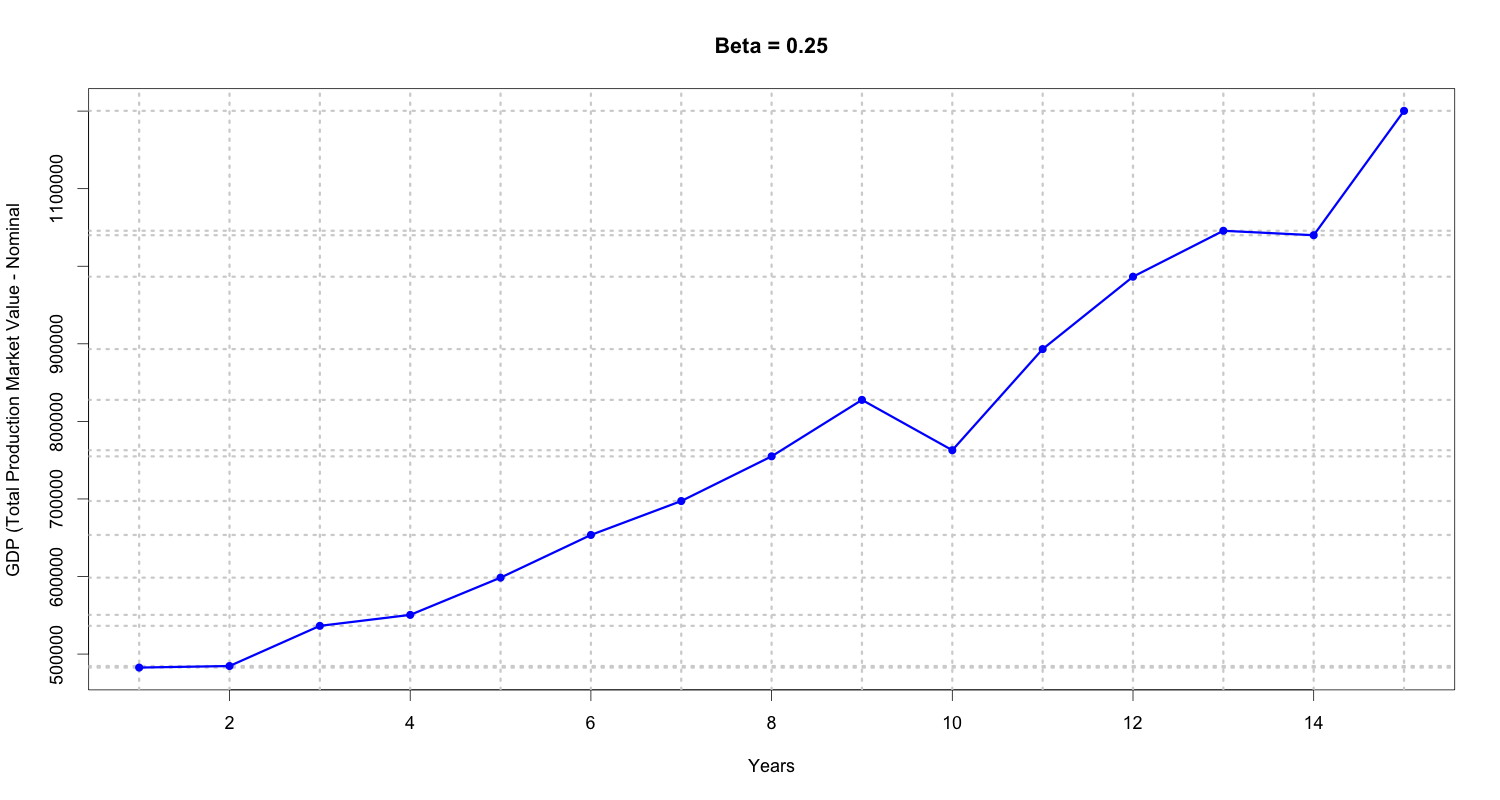 Beta = 0.25
GDP (Total Production Market Value - Nominal
1100000
900000
800000
700000
600000
500000
2 4 6 8 10 12 14
Years